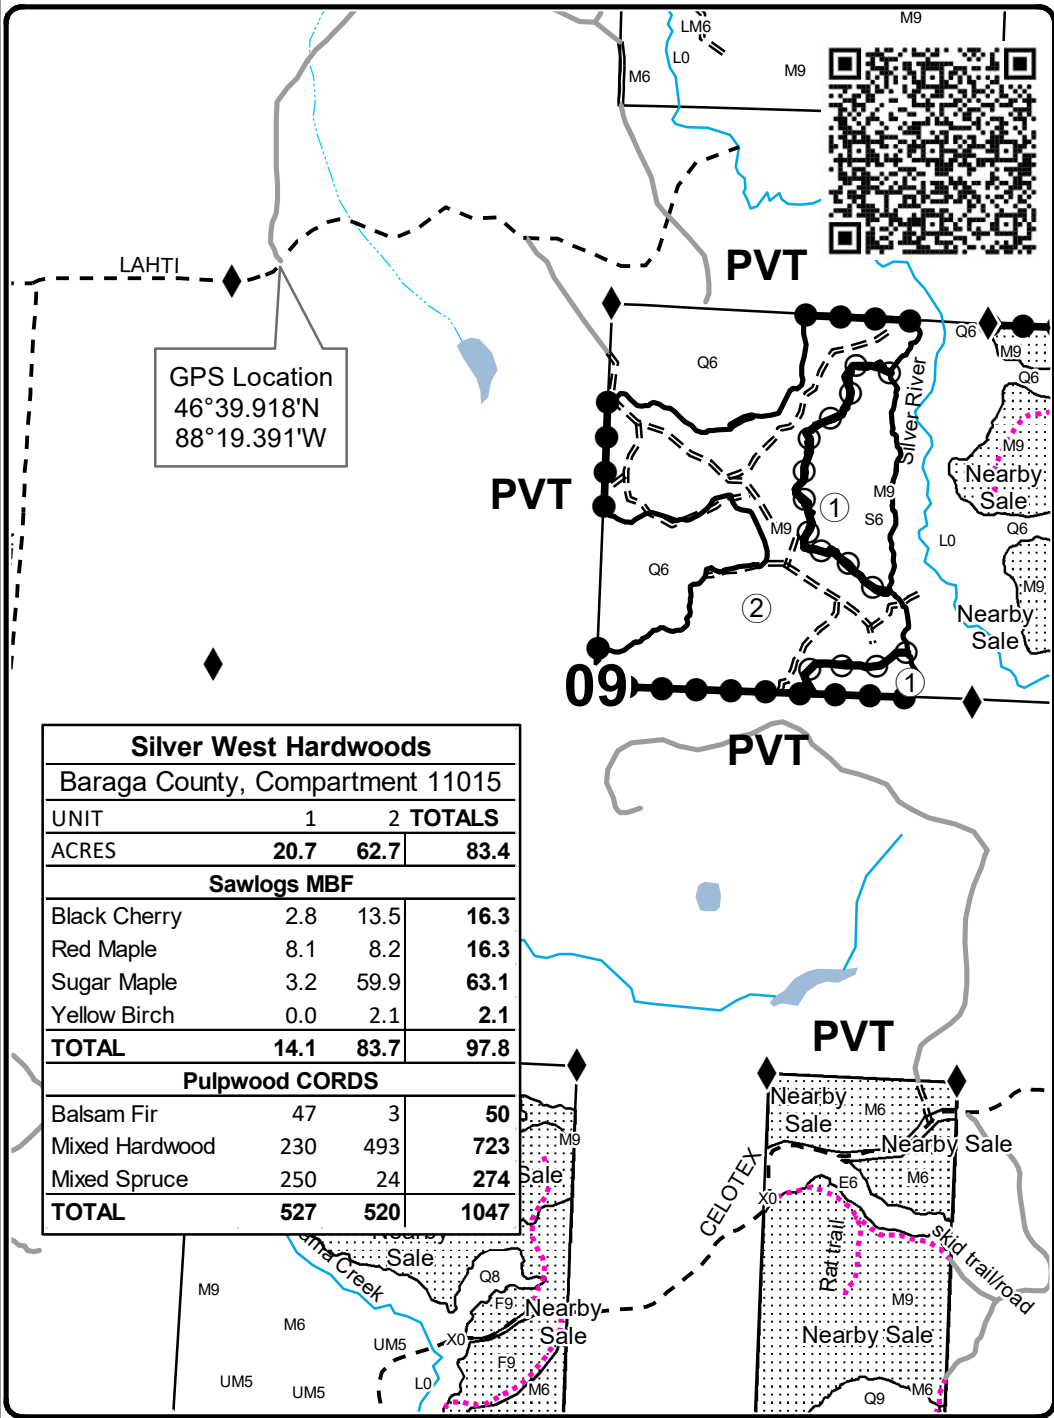 LM6
M9
L0
M6
M9
LAHTI
PVT
GPS Location
46°39.918'N
88°19.391'W
Q6
Q6
M9
Q6
Silver River
M9
Nearby
Sale
PVT
M9
1
S6
M9
Q6
L0
Q6
M9
2
Nearby
Sale
09
1
PVT
Silver West Hardwoods
Baraga County, Compartment 11015
UNIT 1 2 TOTALS
ACRES 20.7 62.7 83.4
Sawlogs MBF
Black Cherry 2.8 13.5 16.3
Red Maple 8.1 8.2 16.3
Sugar Maple 3.2 59.9 63.1
Yellow Birch 0.0 2.1 2.1
TOTAL 14.1 83.7 97.8
Pulpwood CORDS
Balsam Fir 47 3 50
Mixed Hardwood 230 493 723
Mixed Spruce 250 24 274
TOTAL 527 520 1047
PVT
Nearby
Sale
M6
Nearby Sale
M9
Sale
M6
E6
X0
CELOTEX
Rat trail
skid trail/road
Sale
Creek
Q8
M9
F9
Nearby
Sale
M9
M6
X0
UM5
Nearby Sale
F9
UM5
UM5
L0
M6
Q9
M6